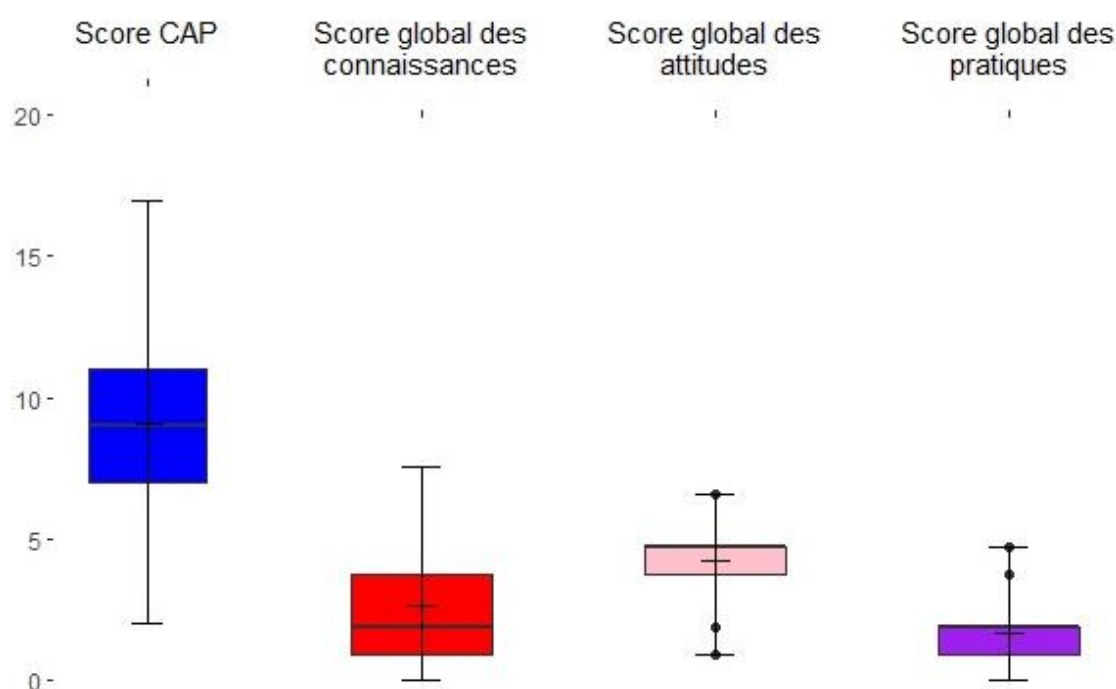 Score CAP
Score global des
connaissances
Score global des
attitudes
Score global des
pratiques
20
15
10
5
0